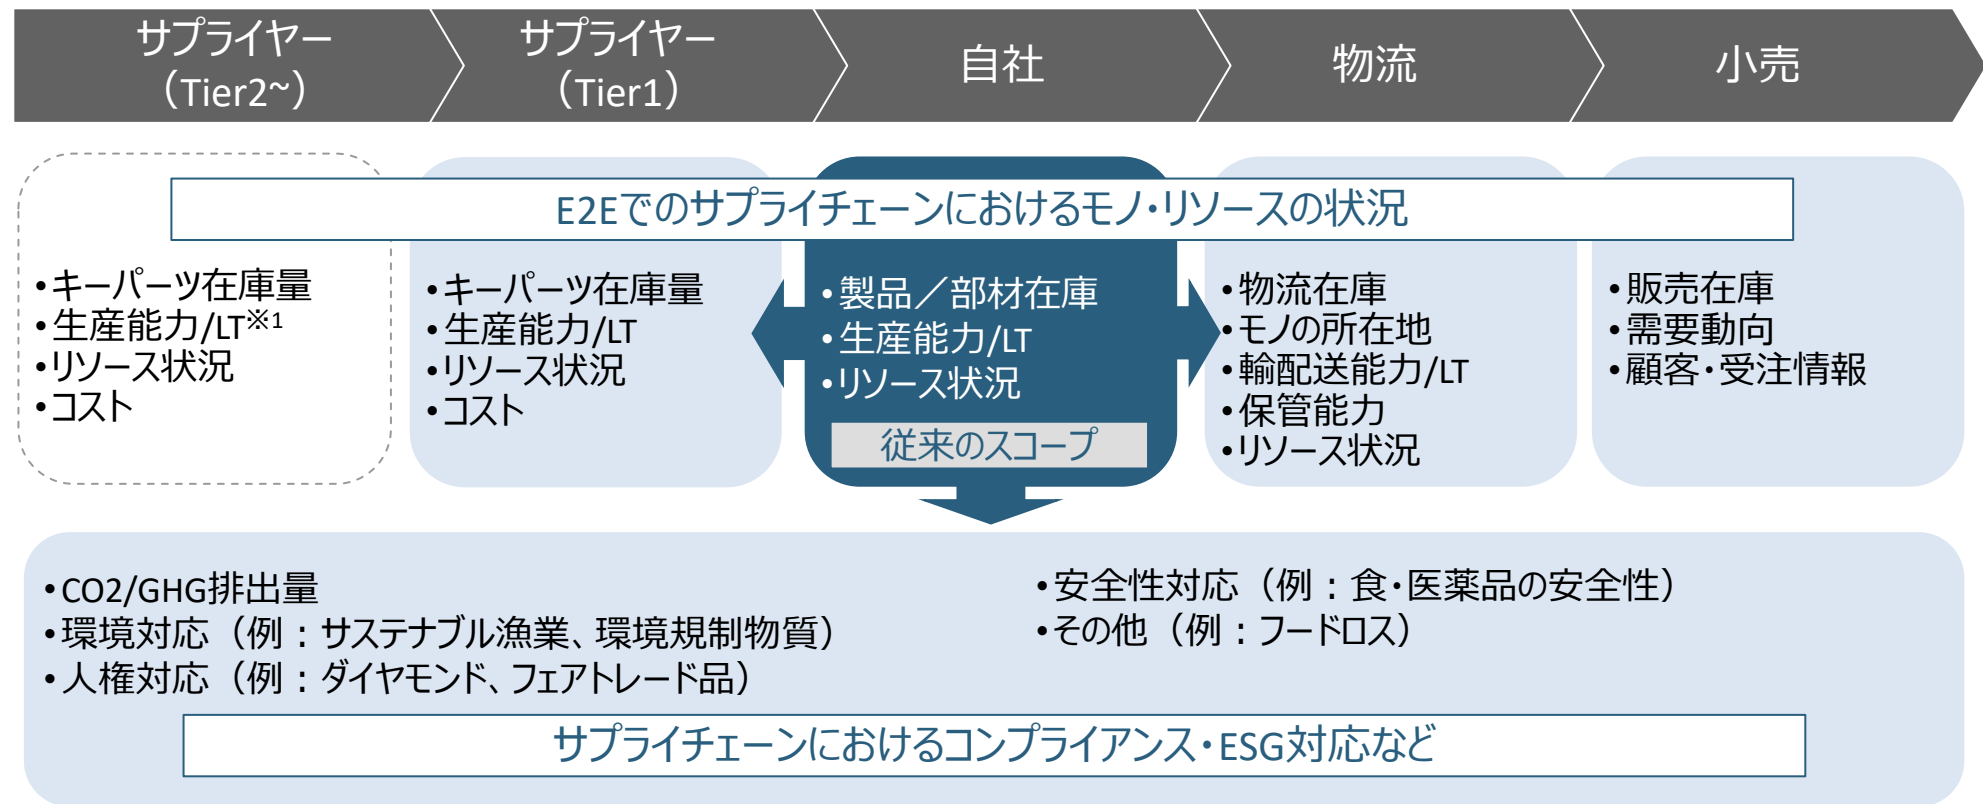 サプライヤー
（Tier2~）
サプライヤー
（Tier1）
自社
物流
小売
E2Eでのサプライチェーンにおけるモノ・リソースの状況
•キーパーツ在庫量
•生産能力/LT※1
•リソース状況
•コスト
•キーパーツ在庫量
•生産能力/LT
•リソース状況
•コスト
•製品／部材在庫
•生産能力/LT
•リソース状況
従来のスコープ
•物流在庫
•モノの所在地
•輸配送能力/LT
•保管能力
•リソース状況
•販売在庫
•需要動向
•顧客・受注情報
•CO2/GHG排出量
•環境対応（例：サステナブル漁業、環境規制物質）
•人権対応（例：ダイヤモンド、フェアトレード品）
•安全性対応（例：食・医薬品の安全性）
•その他（例：フードロス）
サプライチェーンにおけるコンプライアンス・ESG対応など